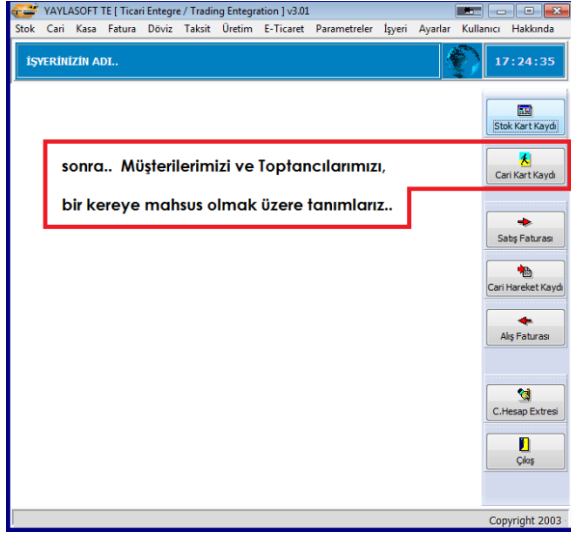 YAYLASOFT TE [ Ticari Entegre / Trading Entegration ] v3.01
Stok Cari Kasa Fatura Döviz Taksit Üretim E-Ticaret Parametreler İşyeri Ayarlar Kullanıcı Hakkında
İŞYERİNİZİN ADI..
17:24:35
Stok Kart Kaydı
sonra.. Müşterilerimizi ve Toptancılarımızı,
Cari Kart Kaydı
bir kereye mahsus olmak üzere tanımlarız..
Satış Faturası
Cari Hareket Kaydı
Alış Faturası
C.Hesap Extresi
Çıkış
Copyright 2003